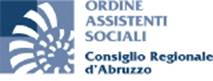 ORDINE
ASSISTENTI
SOCIALI
Consiglio Regionale
d'Abruzzo